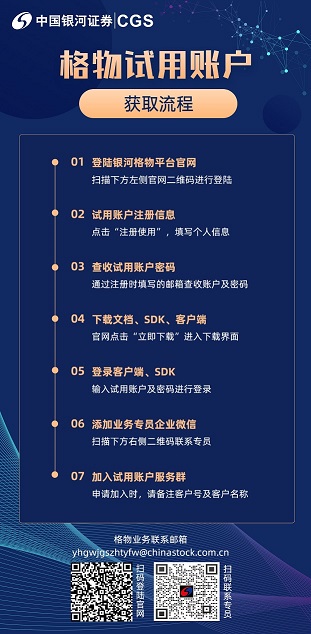 中国银河证券|CGS
格物试用账户
获取流程
01 登陆银河格物平台官网
扫描下方左侧官网二维码进行登陆
02 试用账户注册信息
点击“注册使用”，填写个人信息
03 查收试用账户密码
通过注册时填写的邮箱查收账户及密码
04 下载文档、SDK、客户端
官网点击“立即下载”进入下载界面
05 登录客户端、SDK
输入试用账户及密码进行登录
06 添加业务专员企业微信
扫描下方右侧二维码联系专员
07 加入试用账户服务群
申请加入时，请备注客户号及客户名称
格物业务联系邮箱
yhgwjgszhtyfw@chinastock.com.cn
扫码登陆官网
扫码联系专员